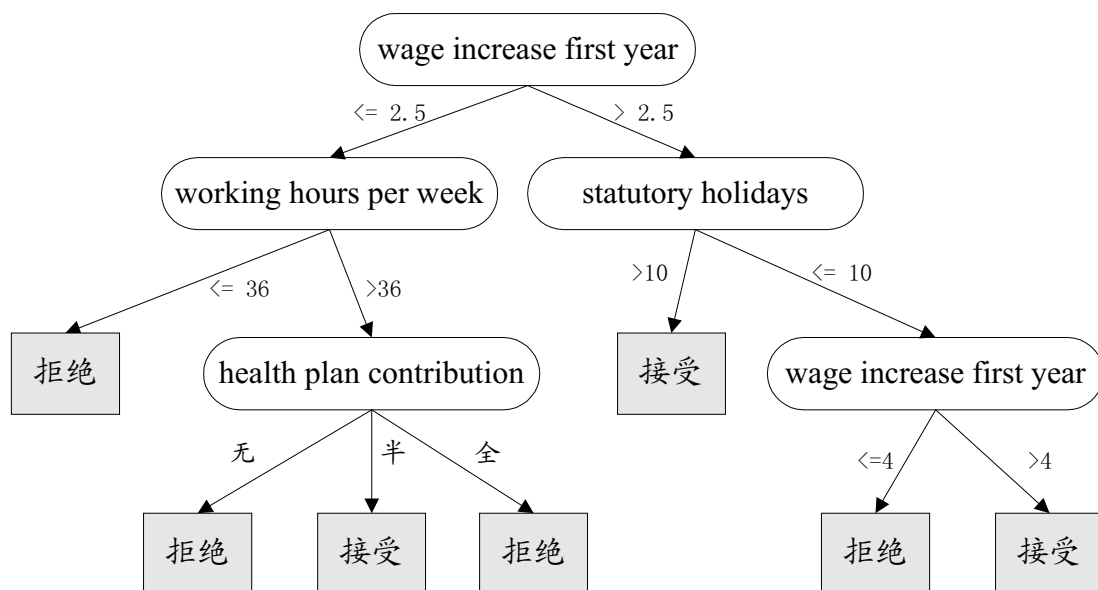 wage increase first year
<= 2.5
> 2.5
working hours per week
statutory holidays
<= 36
>36
>10
<= 10
拒绝
health plan contribution
接受
wage increase first year
无
半
全
<=4
>4
拒绝
接受
拒绝
拒绝
接受